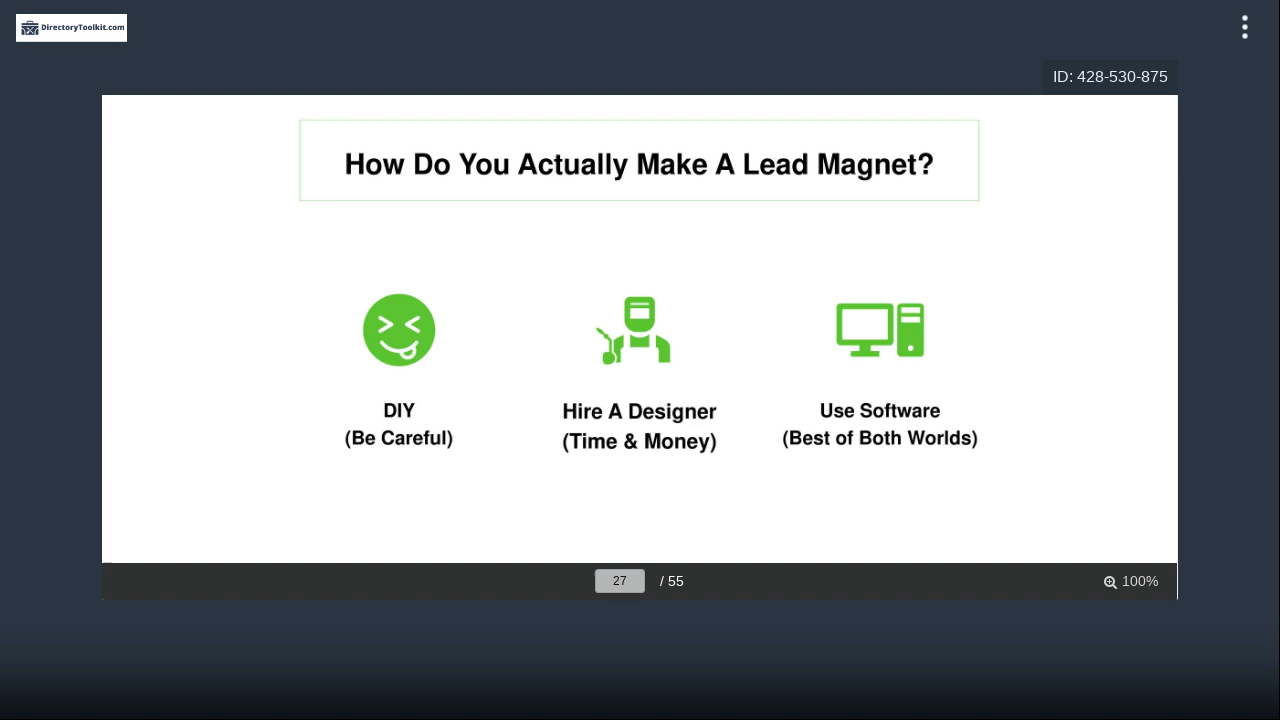 DirectoryToolkit.com
ID: 428-530-875
How Do You Actually Make A Lead Magnet?
DIY
(Be Careful)
Hire A Designer
(Time & Money)
Use Software
(Best of Both Worlds)
27 / 55
100%